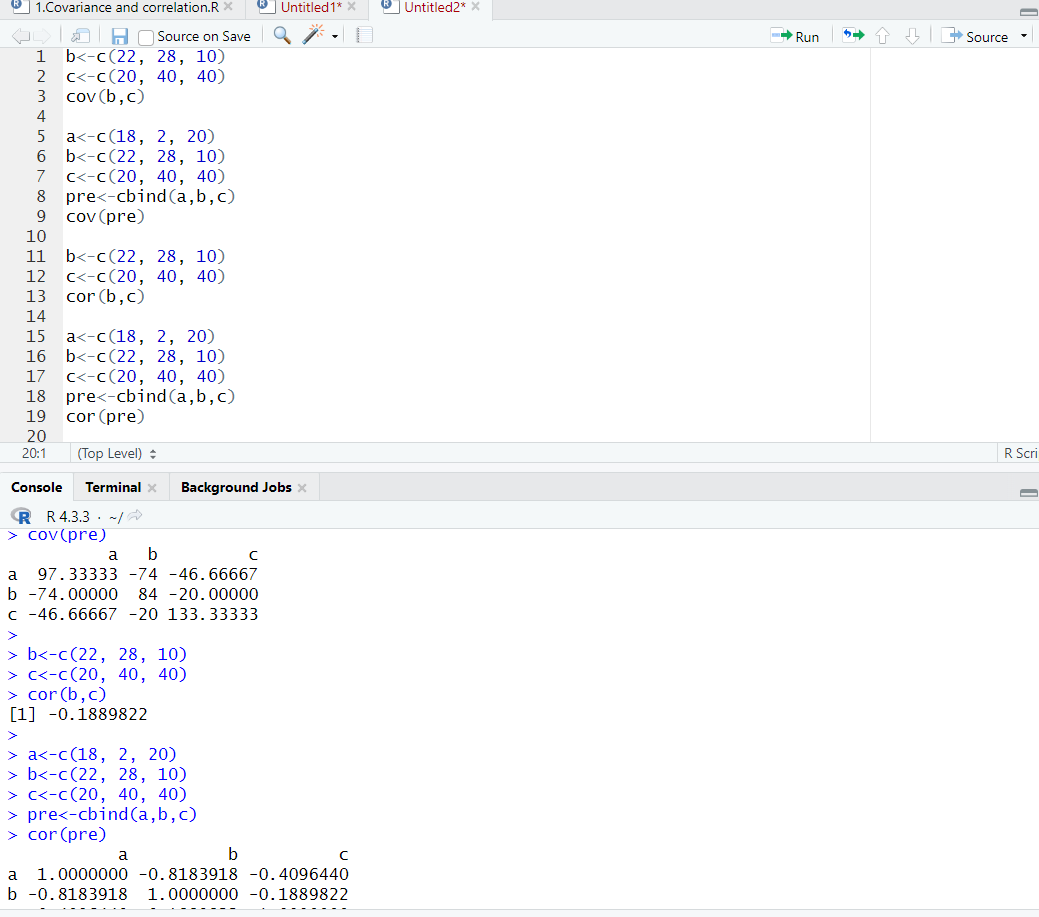 1.Covariance and correlation.R Untitled1* Untitled2*
Source on Save Run Source
1 b<-c(22, 28, 10)
2 c<-c(20, 40, 40)
3 cov(b,c)
4
5 a<-c(18, 2, 20)
6 b<-c(22, 28, 10)
7 c<-c(20, 40, 40)
8 pre<-cbind(a,b,c)
9 cov(pre)
10
11 b<-c(22, 28, 10)
12 c<-c(20, 40, 40)
13 cor(b,c)
14
15 a<-c(18, 2, 20)
16 b<-c(22, 28, 10)
17 c<-c(20, 40, 40)
18 pre<-cbind(a,b,c)
19 cor(pre)
20
20:1 (Top Level) R Scri
Console Terminal Background Jobs
R R 4.3.3 · ~/
> cov(pre)
a b c
a 97.33333 -74 -46.66667
b -74.00000 84 -20.00000
c -46.66667 -20 133.33333
>
> b<-c(22, 28, 10)
> c<-c(20, 40, 40)
> cor(b,c)
[1] -0.1889822
>
> a<-c(18, 2, 20)
> b<-c(22, 28, 10)
> c<-c(20, 40, 40)
> pre<-cbind(a,b,c)
> cor(pre)
a b c
a 1.0000000 -0.8183918 -0.4096440
b -0.8183918 1.0000000 -0.1889822